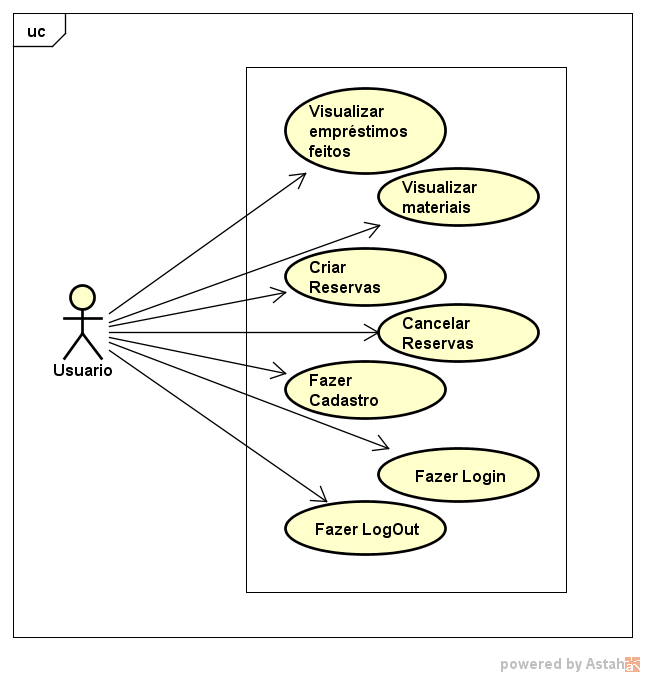 uc
Visualizar
empréstimos
feitos
Visualizar
materiais
Criar
Reservas
Cancelar
Reservas
Usuario
Fazer
Cadastro
Fazer Login
Fazer LogOut
powered by Astah